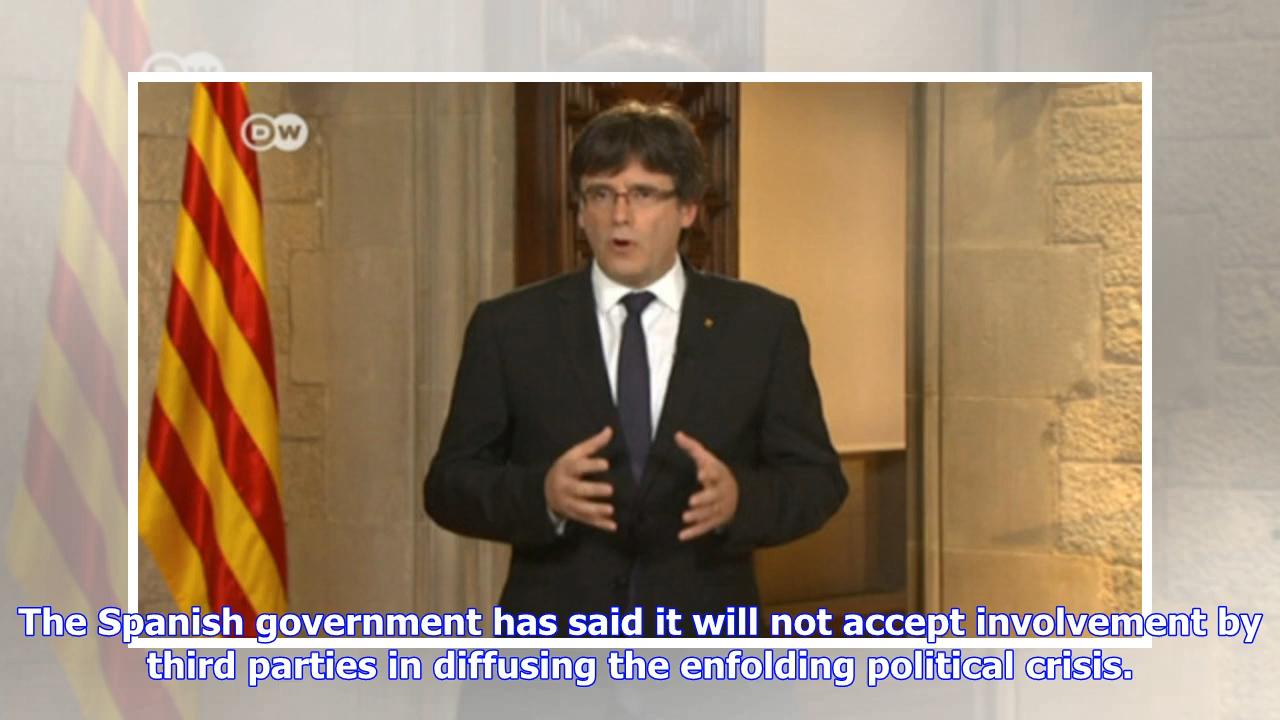 DW
The Spanish government has said it will not accept involvement by
third parties in diffusing the enfolding political crisis.